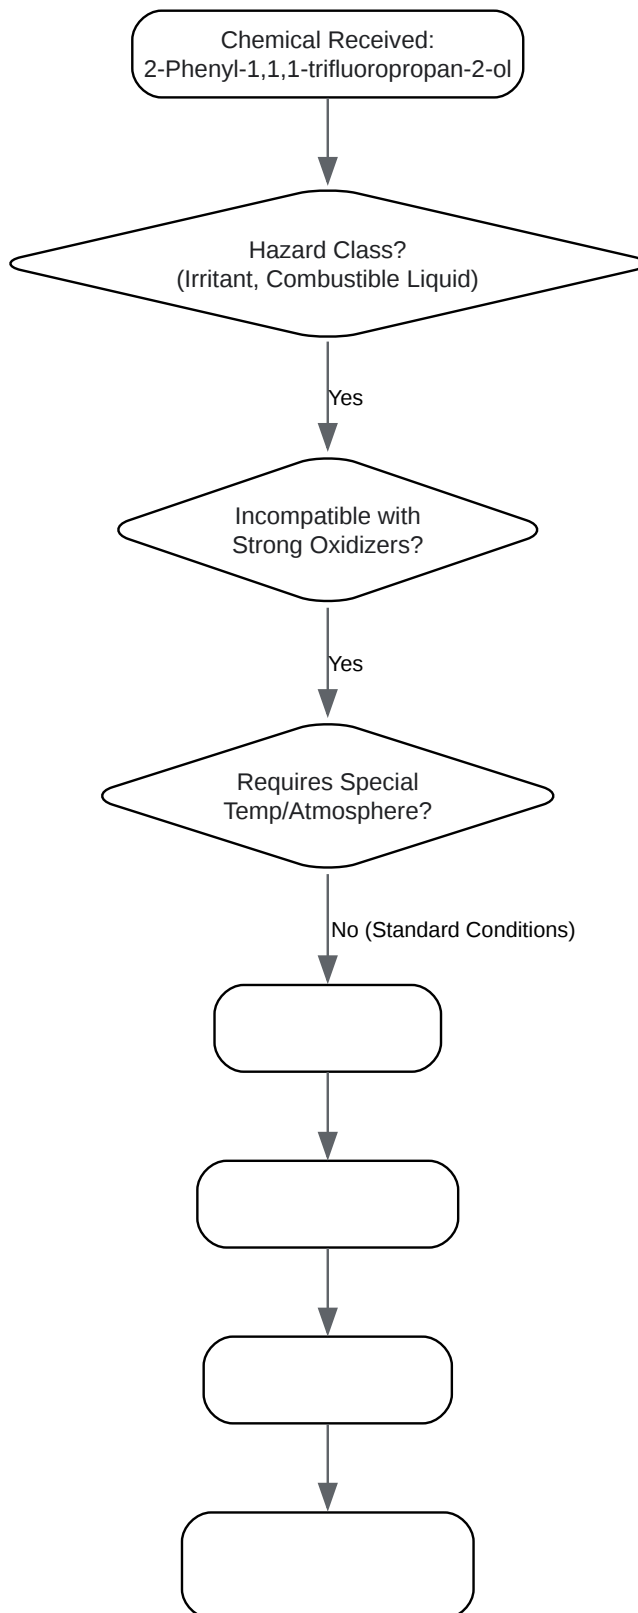 Chemical Received:
2-Phenyl-1,1,1-trifluoropropan-2-ol
Hazard Class?
(Irritant, Combustible Liquid)
Yes
Incompatible with
Strong Oxidizers?
Yes
Requires Special
Temp/Atmosphere?
No (Standard Conditions)